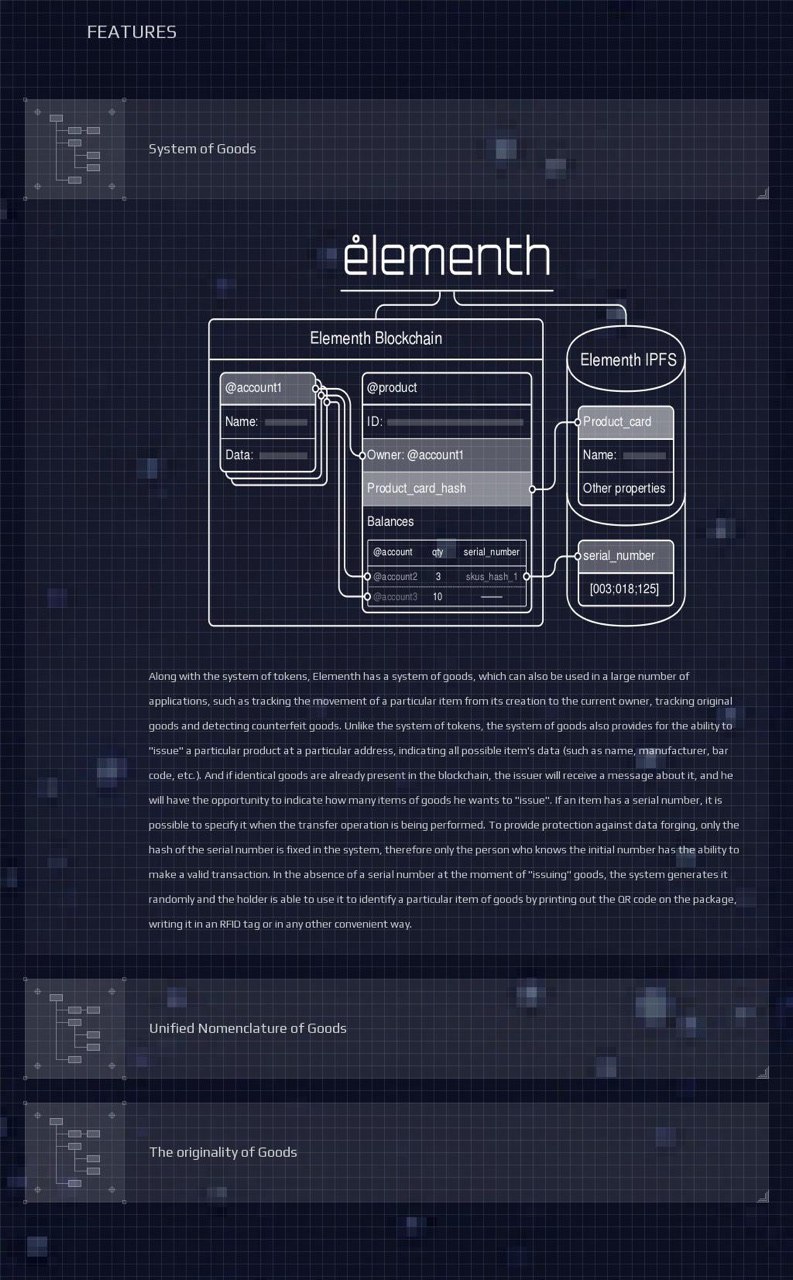 FEATURES
System of Goods
elementh
Elementh Blockchain
Elementh IPFS
@account1
Name:
Data:
@product
ID:
Owner: @account1
Product_card_hash
Balances
@account qty serial_number
@account2 3 skus_hash_1
@account3 10
Product_card
Name:
Other properties
serial_number
[003;018;125]
Along with the system of tokens, Elementh has a system of goods, which can also be used in a large number of
applications, such as tracking the movement of a particular item from its creation to the current owner, tracking original
goods and detecting counterfeit goods. Unlike the system of tokens, the system of goods also provides for the ability to
"issue" a particular product at a particular address, indicating all possible item's data (such as name, manufacturer, bar
code, etc.). And if identical goods are already present in the blockchain, the issuer will receive a message about it, and he
will have the opportunity to indicate how many items of goods he wants to "issue". If an item has a serial number, it is
possible to specify it when the transfer operation is being performed. To provide protection against data forging, only the
hash of the serial number is fixed in the system, therefore only the person who knows the initial number has the ability to
make a valid transaction. In the absence of a serial number at the moment of "issuing" goods, the system generates it
randomly and the holder is able to use it to identify a particular item of goods by printing out the QR code on the package,
writing it in an RFID tag or in any other convenient way.
Unified Nomenclature of Goods
The originality of Goods